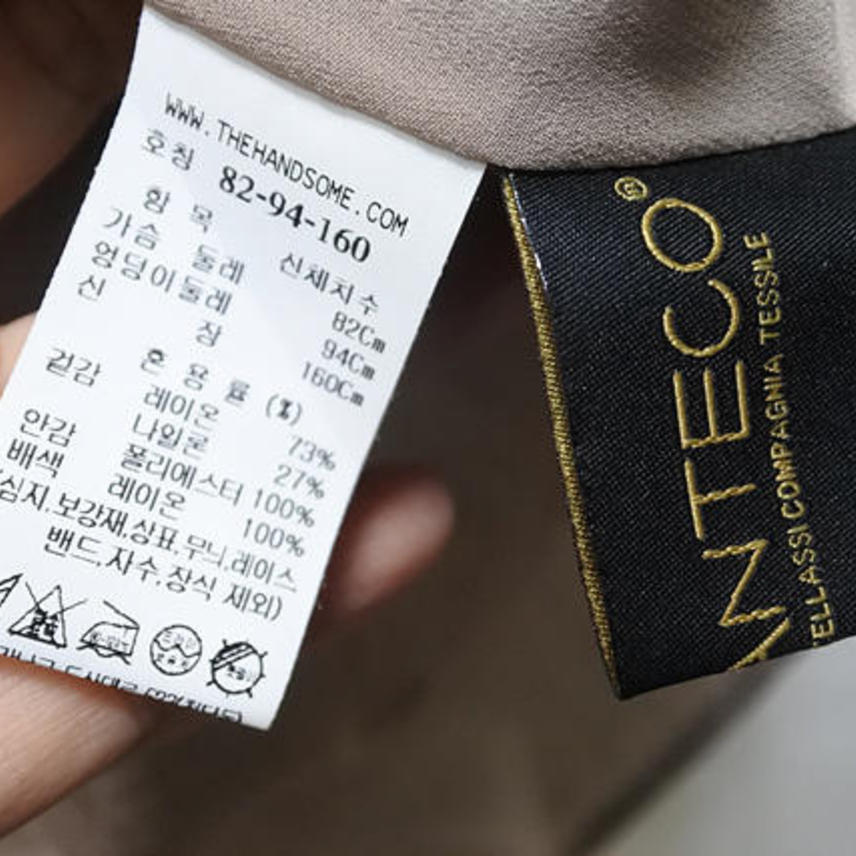 WWW.THEHANDSOME.COM
호칭 82-94-160
항 목 신체치수
가슴 둘레 82Cm
엉덩이둘레 94Cm
신 장 160Cm
혼 용 률 (%)
겉감 레이온 73%
나일론 27%
안감 폴리에스터 100%
배색 레이온 100%
심지,보강재,상표,무늬,레이스
밴드,자수,장식 제외)
드라이
ANTECO®
TELLASSI COMPAGNIA TESSILE